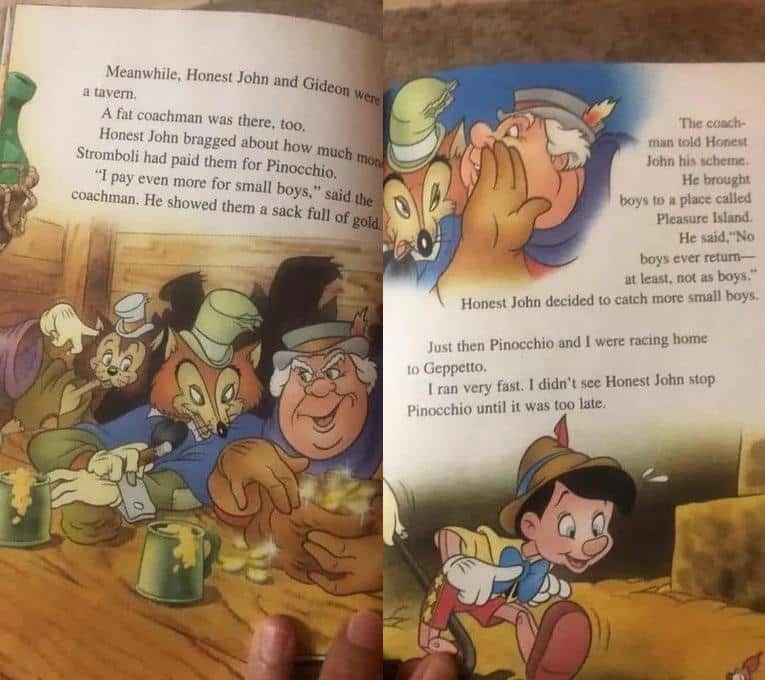 Meanwhile, Honest John and Gideon were
a tavern.
A fat coachman was there, too.
Honest John bragged about how much mon
Stromboli had paid them for Pinocchio.
“I pay even more for small boys,” said the
coachman. He showed them a sack full of gold.
The coach-
man told Honest
John his scheme.
He brought
boys to a place called
Pleasure Island.
He said,“No
boys ever return—
at least, not as boys.”
Honest John decided to catch more small boys.
Just then Pinocchio and I were racing home
to Geppetto.
I ran very fast. I didn’t see Honest John stop
Pinocchio until it was too late.